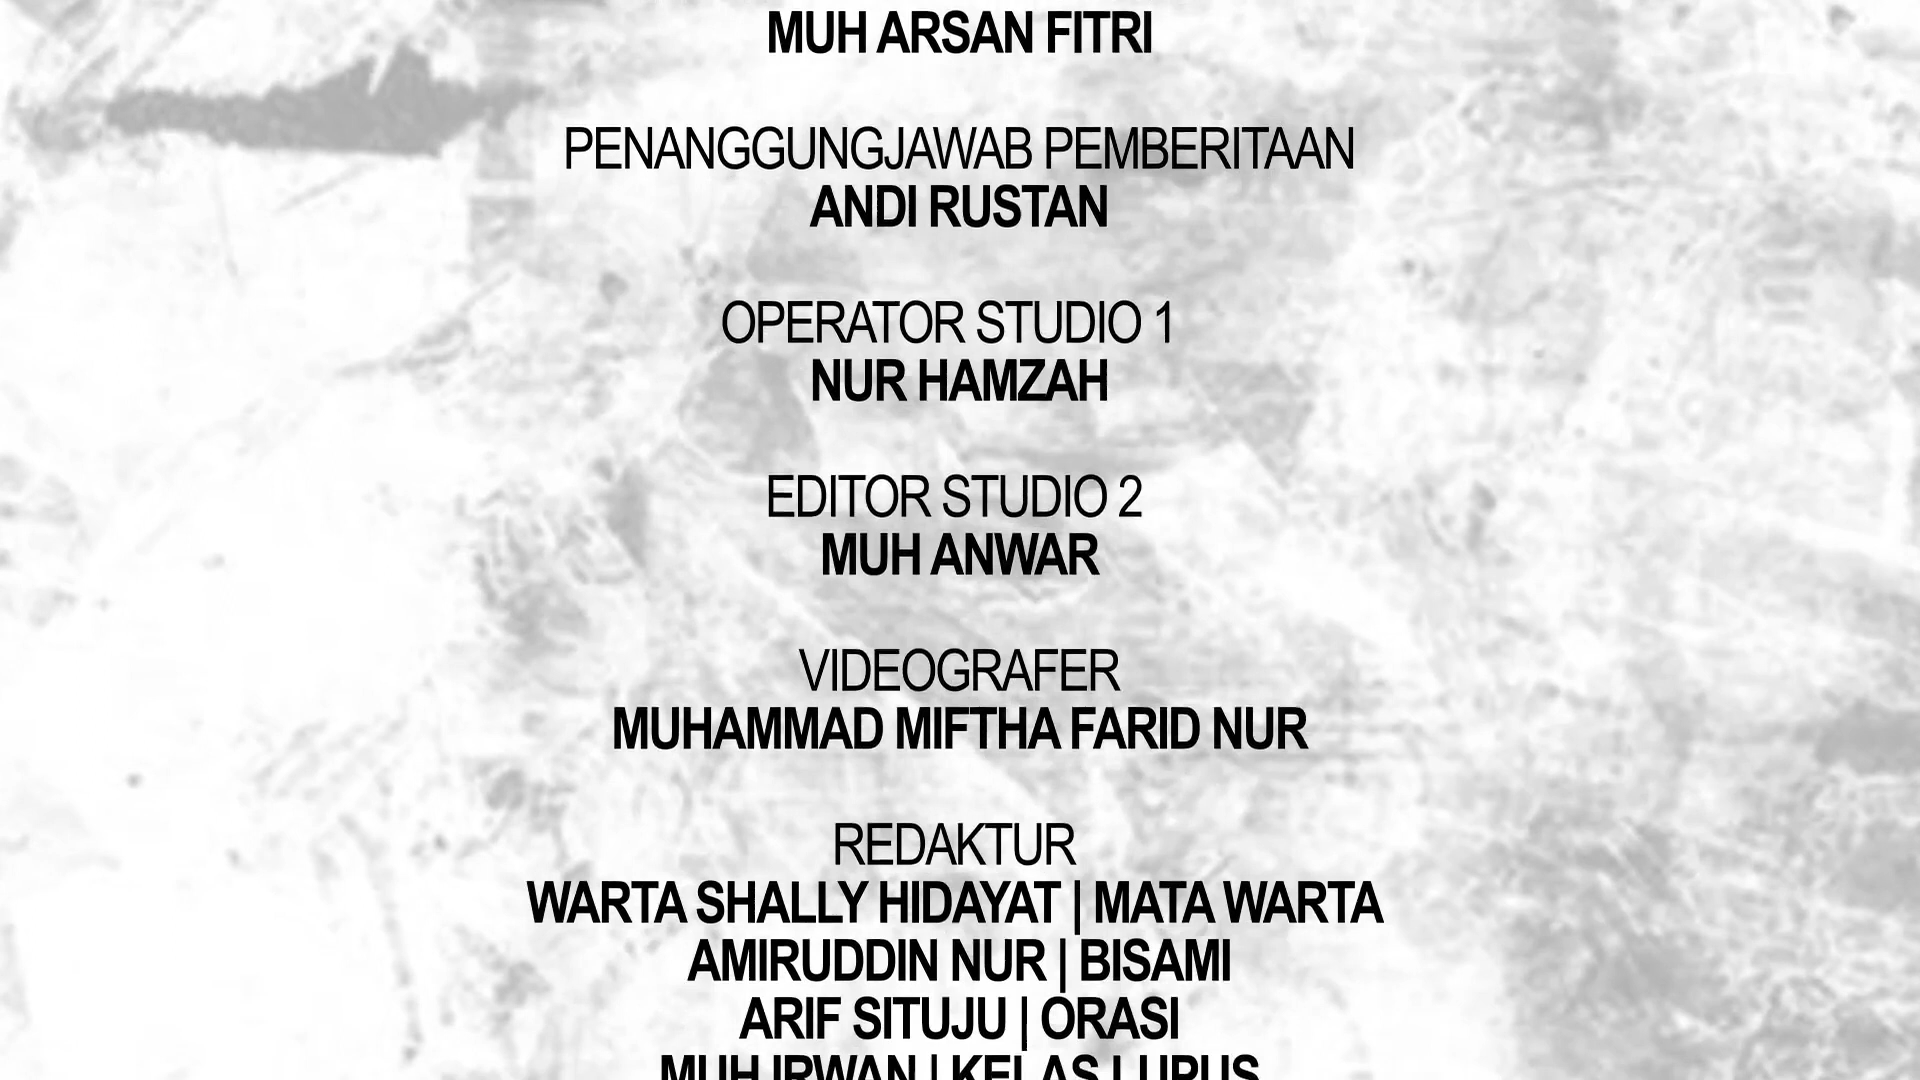 MUH ARSAN FITRI
PENANGGUNGJAWAB PEMBERITAAN
ANDI RUSTAN
OPERATOR STUDIO 1
NUR HAMZAH
EDITOR STUDIO 2
MUH ANWAR
VIDEOGRAFER
MUHAMMAD MIFTHA FARID NUR
REDAKTUR
WARTA SHALLY HIDAYAT | MATA WARTA
AMIRUDDIN NUR | BISAMI
ARIF SITUJU | ORASI
MUH IRWAN | KELAS LUPUS